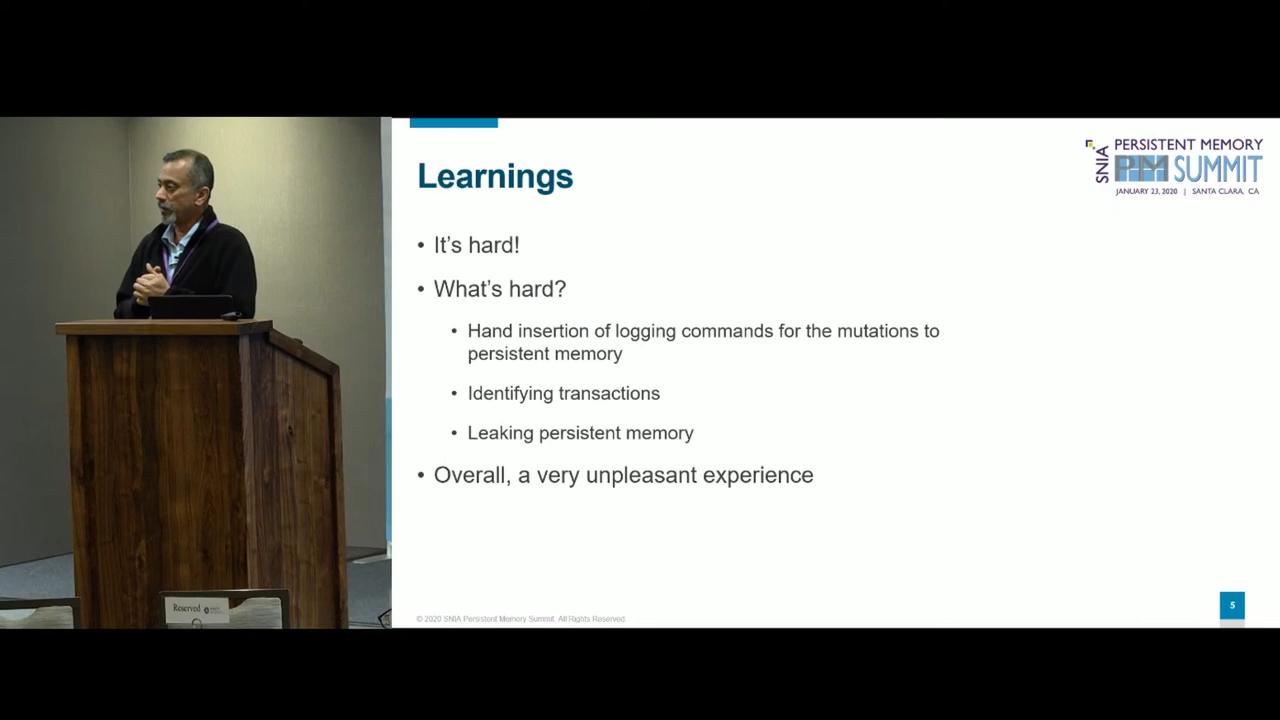 Learnings
SNIA
PERSISTENT MEMORY
PM SUMMIT
JANUARY 23, 2020 | SANTA CLARA, CA
• It's hard!
• What's hard?
• Hand insertion of logging commands for the mutations to
persistent memory
• Identifying transactions
• Leaking persistent memory
• Overall, a very unpleasant experience
Reserved
© 2020 SNIA Persistent Memory Summit. All Rights Reserved.
5